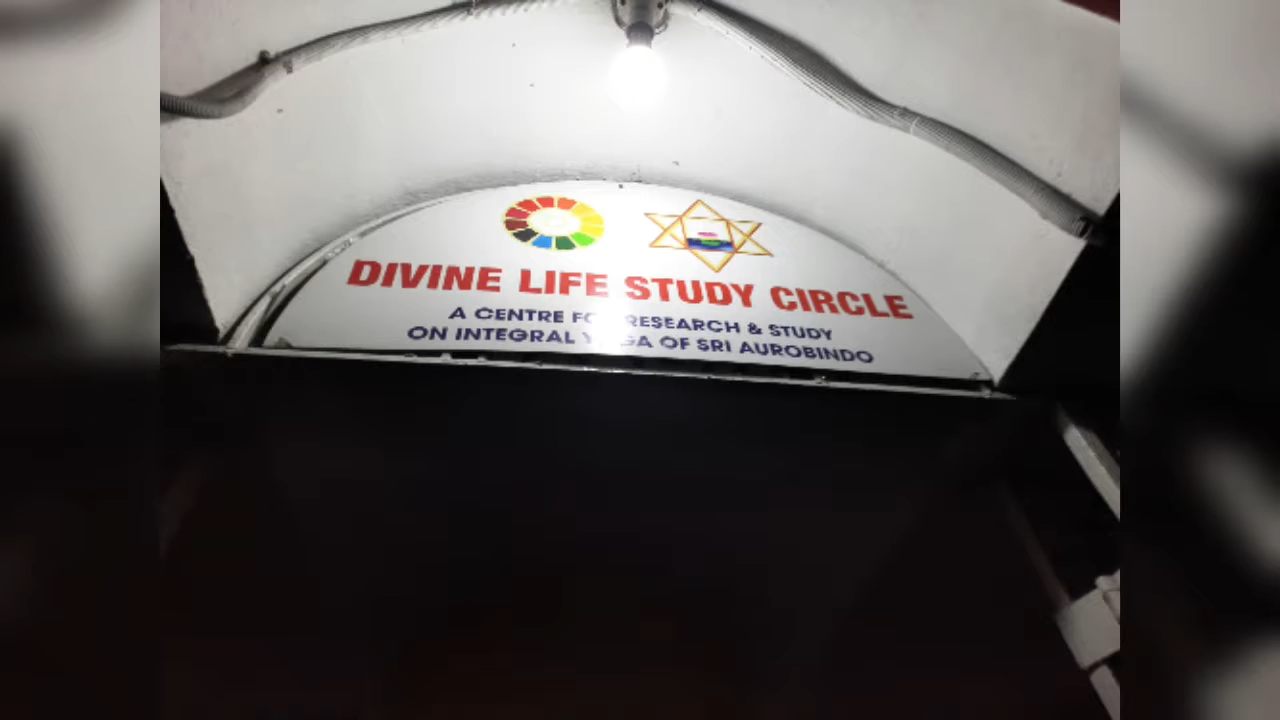 DIVINE LIFE STUDY CIRCLE
A CENTRE FOR RESEARCH & STUDY
ON INTEGRAL YOGA OF SRI AUROBINDO